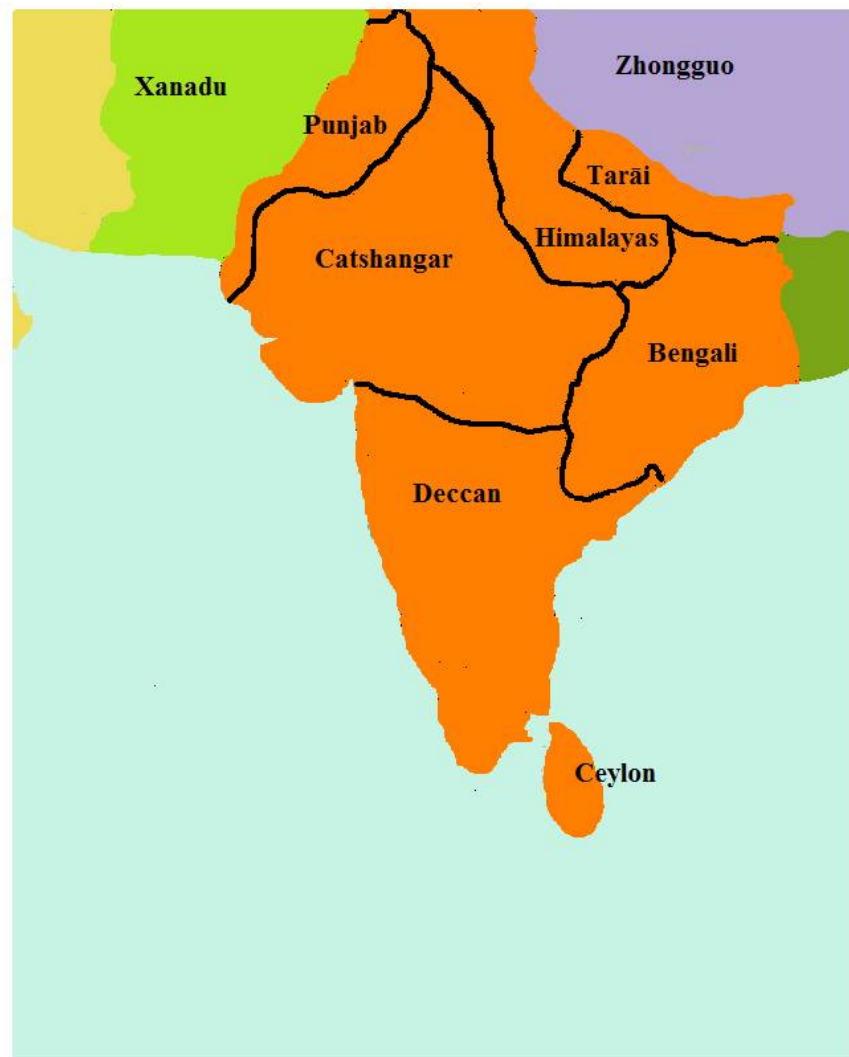 Zhongguo
Xanadu
Punjab
Tarāi
Himalayas
Catshangar
Bengali
Deccan
Ceylon